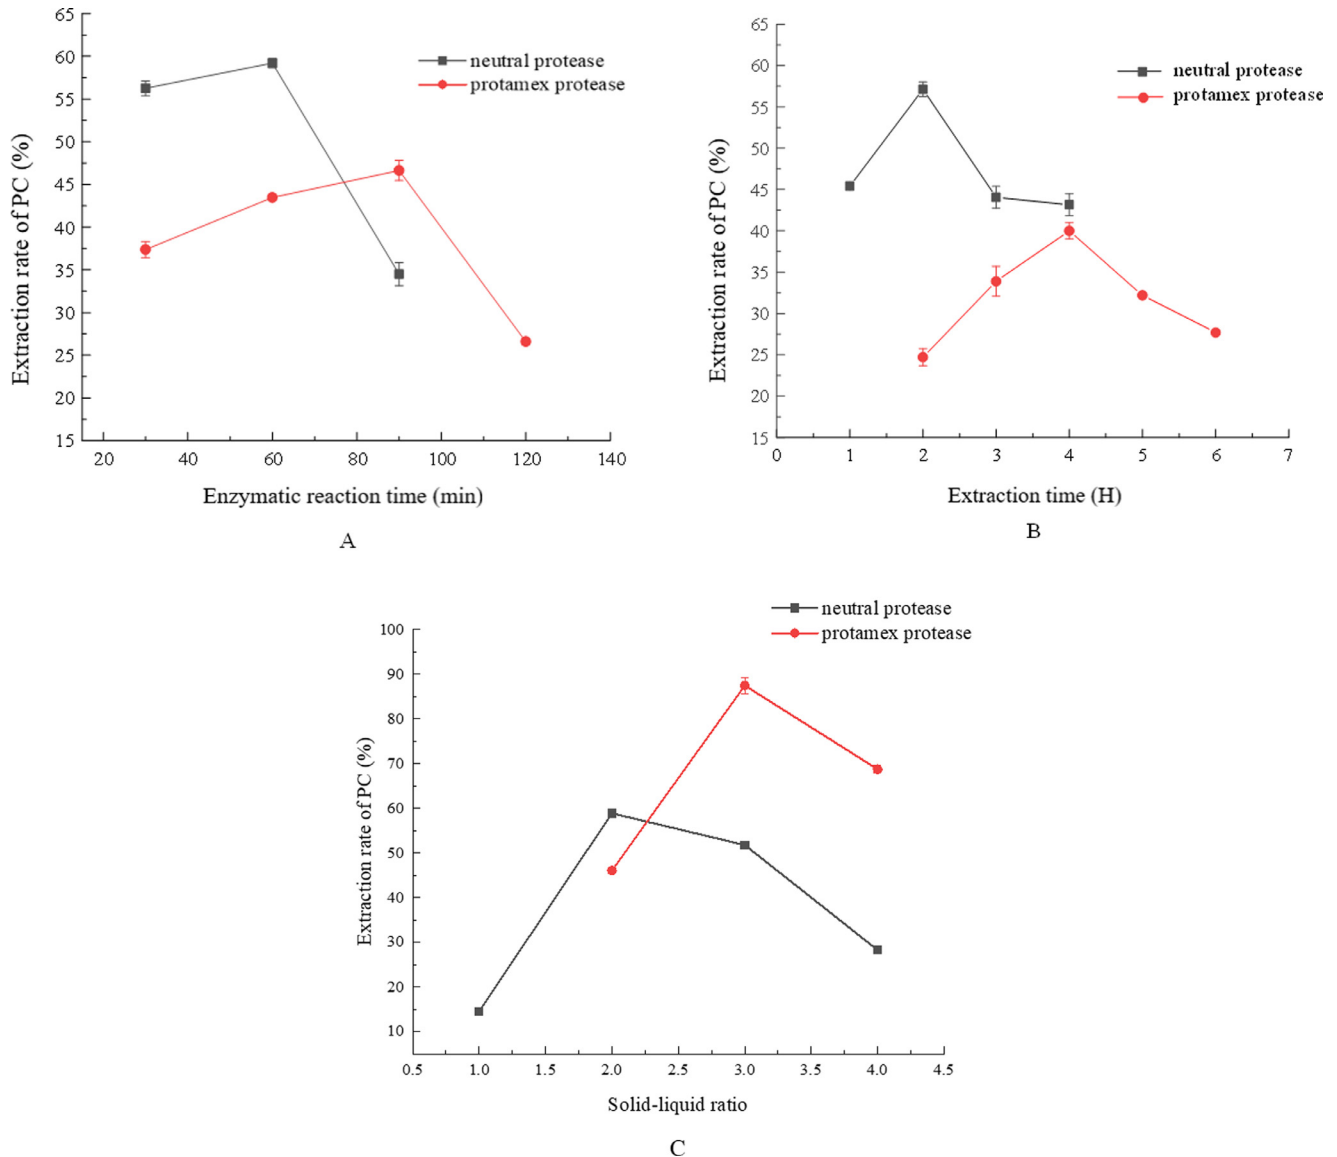 65
60
55
50
45
40
35
30
25
20
15
Extraction rate of PC (%)
neutral protease
protamex protease
20 40 60 80 100 120 140
Enzymatic reaction time (min)
A
65
60
55
50
45
40
35
30
25
20
15
Extraction rate of PC (%)
neutral protease
protamex protease
0 1 2 3 4 5 6 7
Extraction time (H)
B
neutral protease
protamex protease
100
90
80
70
60
50
40
30
20
10
Extraction rate of PC (%)
0.5 1.0 1.5 2.0 2.5 3.0 3.5 4.0 4.5
Solid-liquid ratio
C